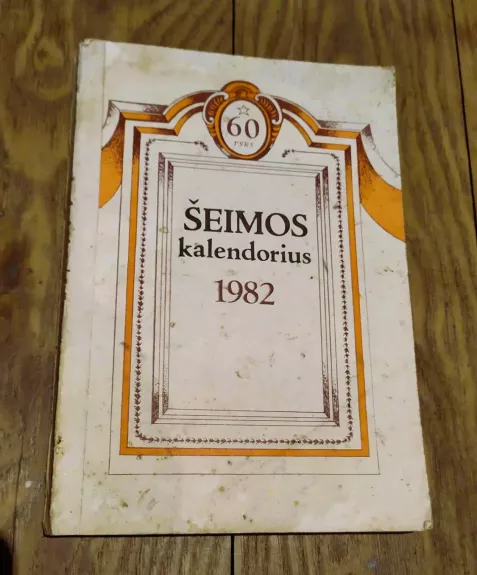 60
TSRS
ŠEIMOS
kalendorius
1982